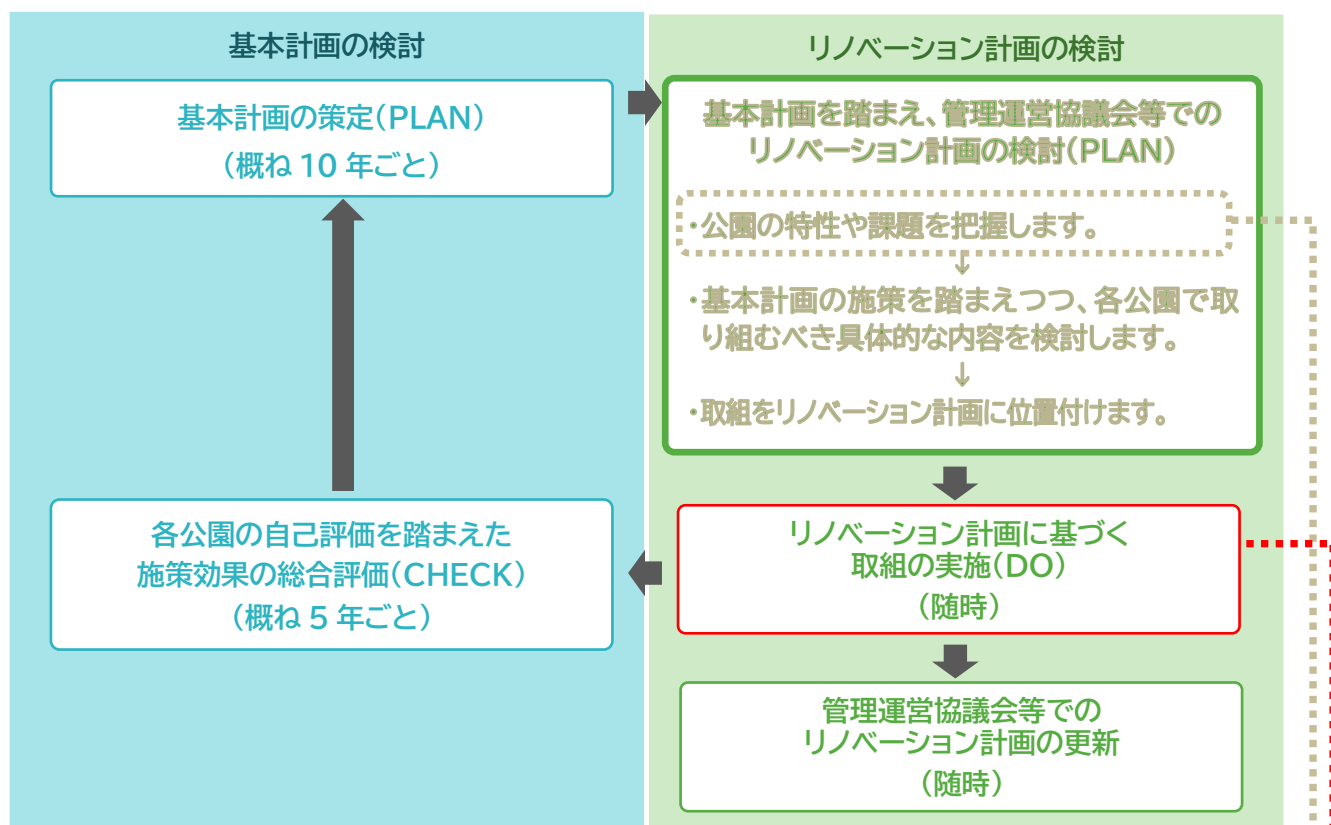 基本計画の検討
基本計画の策定(PLAN)
(概ね 10 年ごと)
各公園の自己評価を踏まえた
施策効果の総合評価(CHECK)
(概ね 5 年ごと)
リノベーション計画の検討
基本計画を踏まえ、管理運営協議会等での
リノベーション計画の検討(PLAN)
・公園の特性や課題を把握します。
↓
・基本計画の施策を踏まえつつ、各公園で取
り組むべき具体的な内容を検討します。
↓
・取組をリノベーション計画に位置付けます。
リノベーション計画に基づく
取組の実施(DO)
(随時)
管理運営協議会等での
リノベーション計画の更新
(随時)